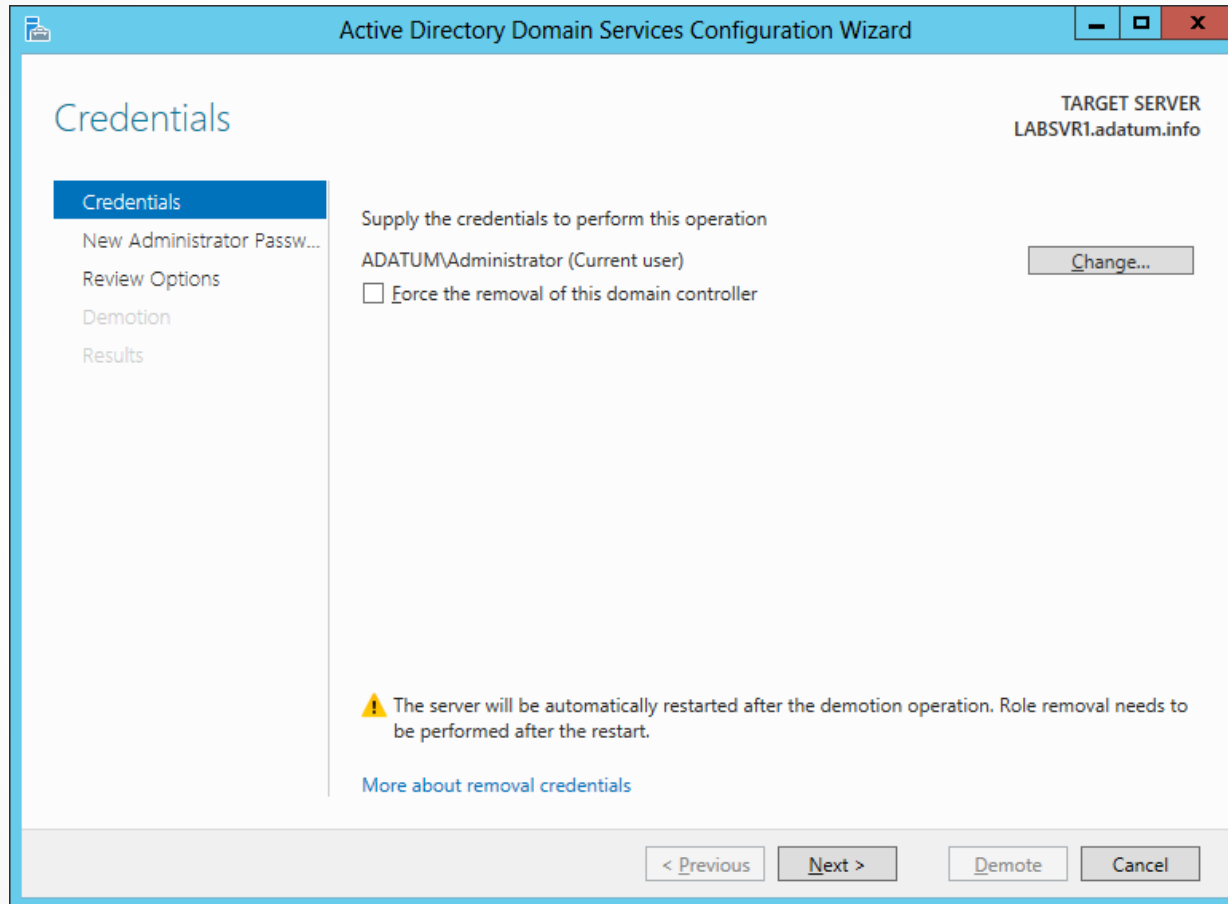 Active Directory Domain Services Configuration Wizard
Credentials
TARGET SERVER
LABSVR1.adatum.info
Credentials
New Administrator Passw...
Review Options
Demotion
Results
Supply the credentials to perform this operation
ADATUM\Administrator (Current user)
Change...
Force the removal of this domain controller
The server will be automatically restarted after the demotion operation. Role removal needs to
be performed after the restart.
More about removal credentials
< Previous
Next >
Demote
Cancel